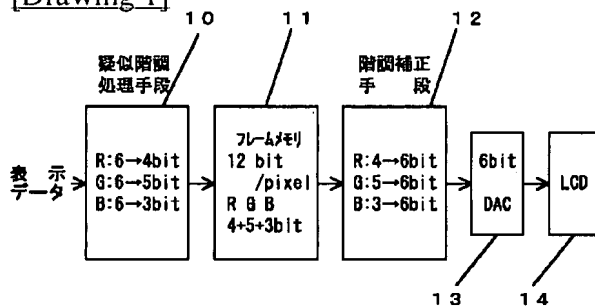 [Drawing 1]
10 11 12
疑似階調
処理手段
階調補正
手 段
表 示
データ
R:6→4bit
G:6→5bit
B:6→3bit
フレームメモリ
12 bit
/pixel
R G B
4+5+3bit
R:4→6bit
G:5→6bit
B:3→6bit
6bit
DAC
LCD
13 14